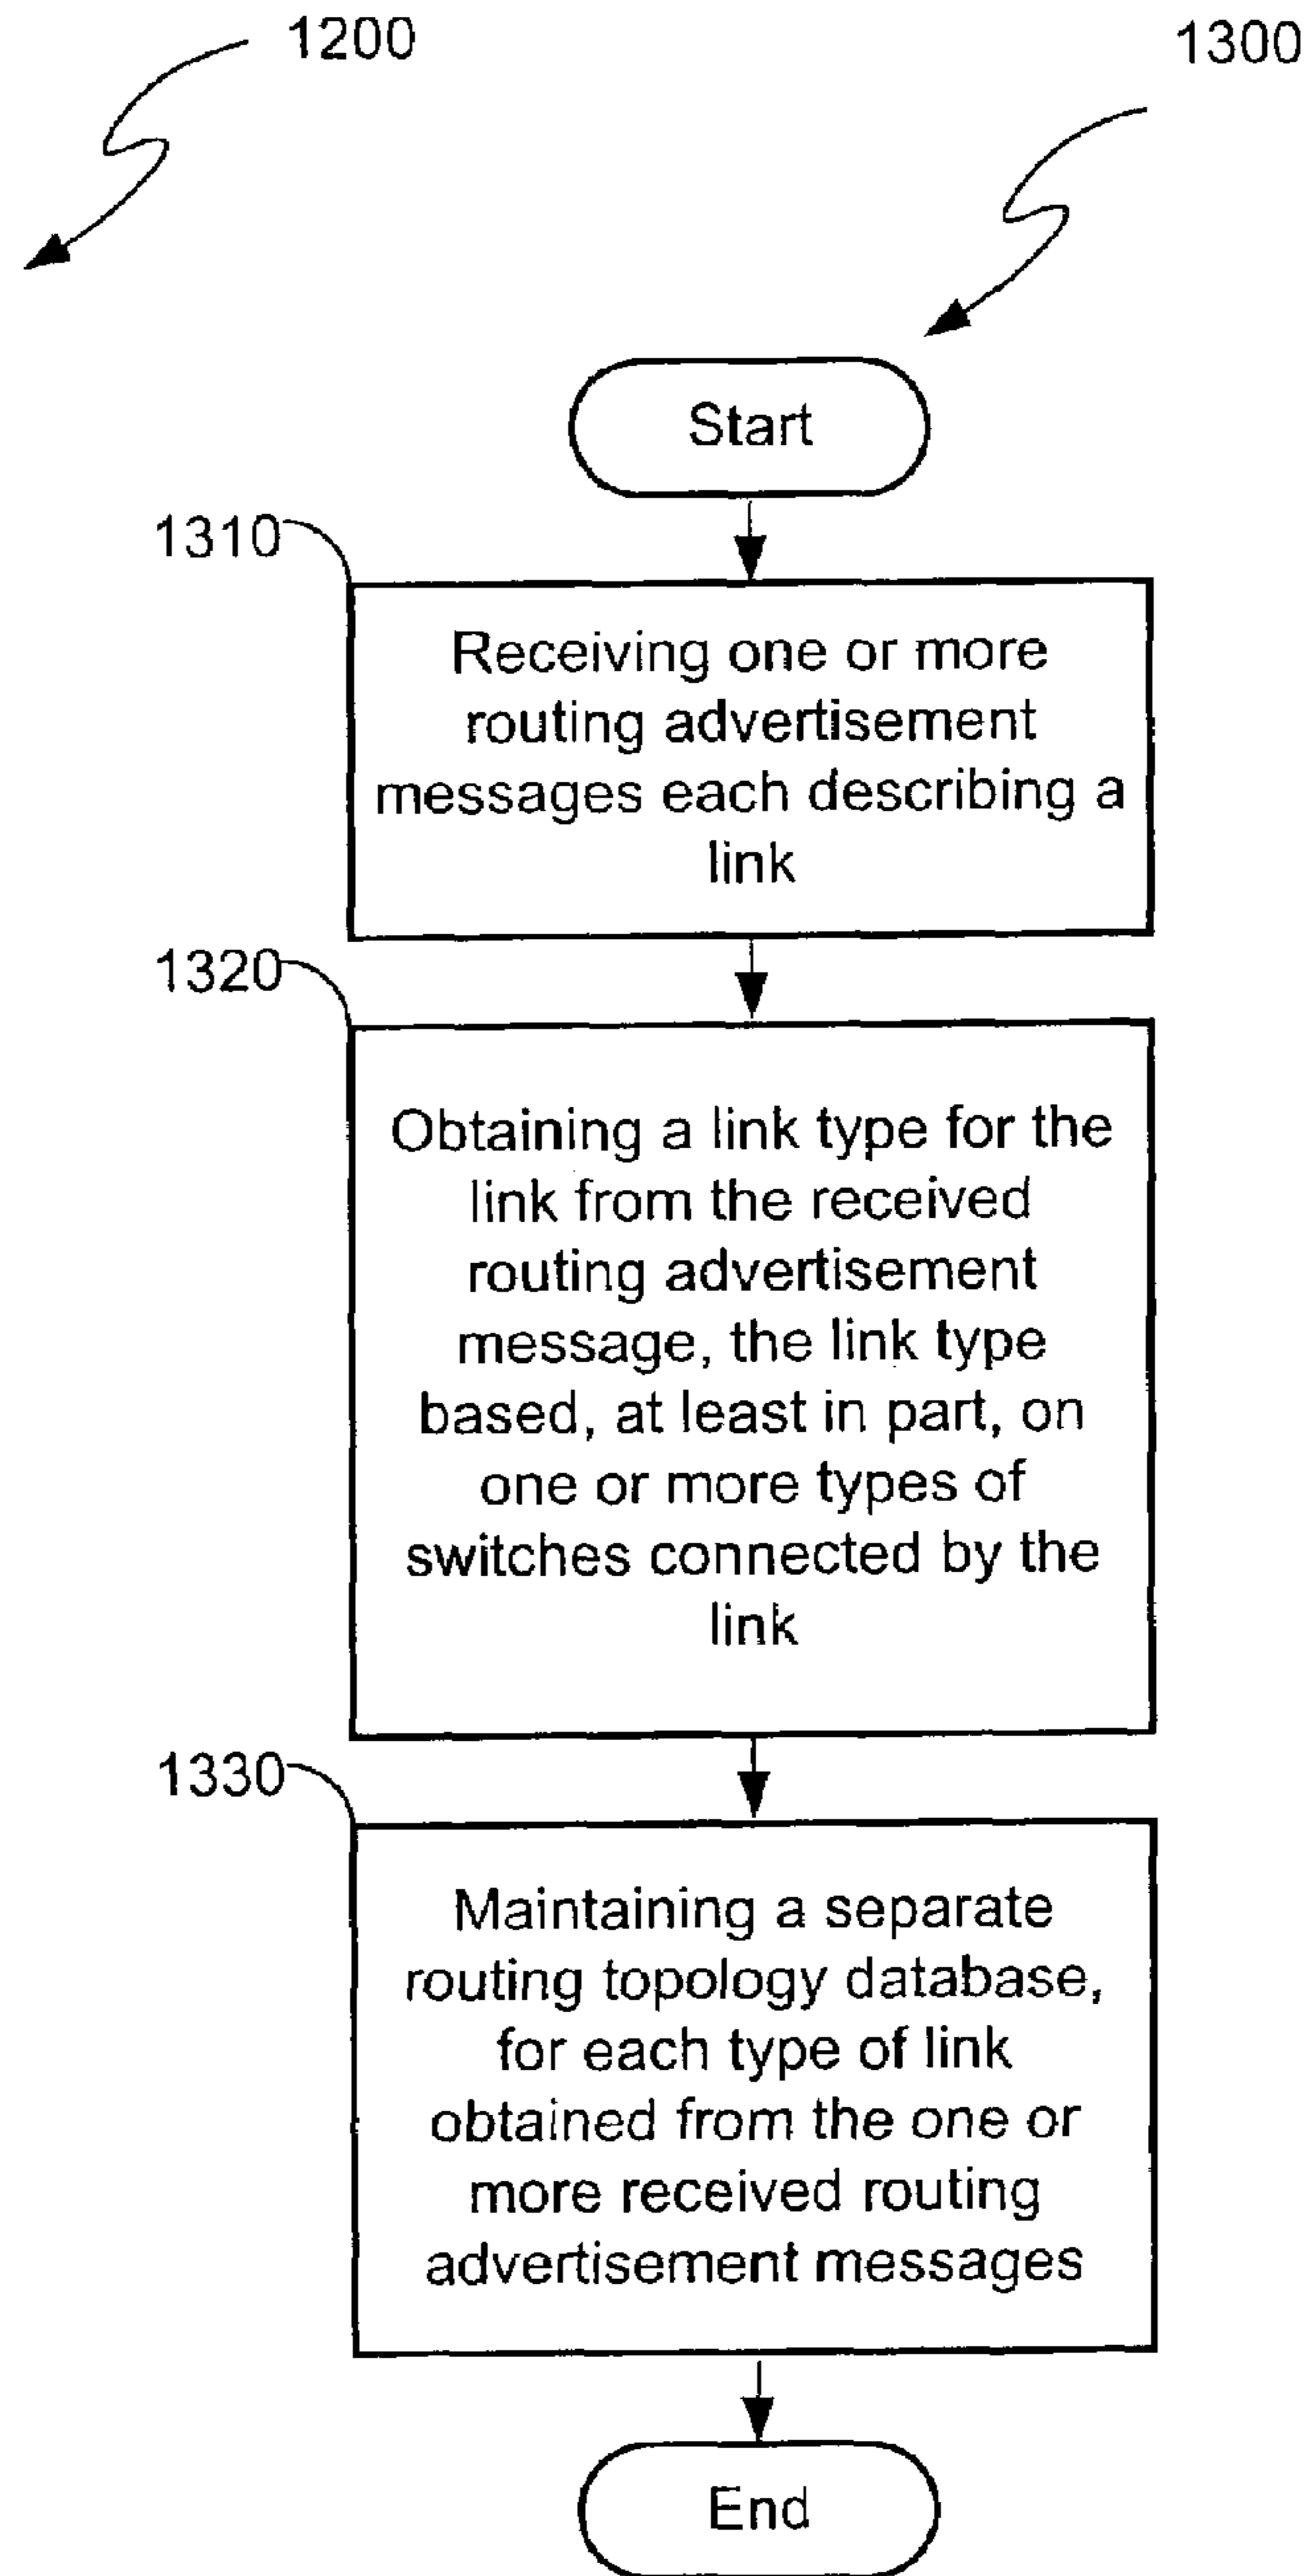 1200
1300
Start
1310
Receiving one or more
routing advertisement
messages each describing a
link
1320
Obtaining a link type for the
link from the received
routing advertisement
message, the link type
based, at least in part, on
one or more types of
switches connected by the
link
1330
Maintaining a separate
routing topology database,
for each type of link
obtained from the one or
more received routing
advertisement messages
End